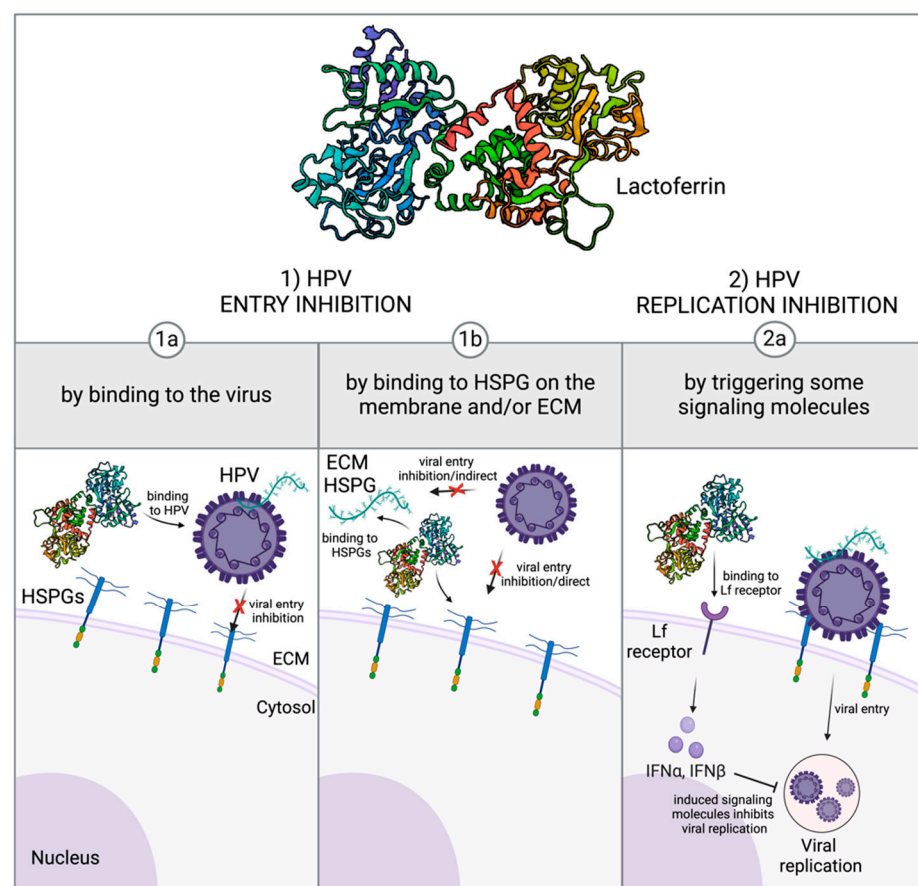 Lactoferrin
1) HPV
ENTRY INHIBITION
2) HPV
REPLICATION INHIBITION
1a
by binding to the virus
1b
by binding to HSPG on the
membrane and/or ECM
2a
by triggering some
signaling molecules
HPV
binding
to HPV
HSPGs
viral entry
inhibition
ECM
Cytosol
Nucleus
ECM
HSPG
viral entry
inhibition/indirect
binding to
HSPGs
viral entry
inhibition/direct
binding to
Lf receptor
Lf
receptor
viral entry
IFNα, IFNβ
induced signaling
molecules inhibits
viral replication
Viral
replication